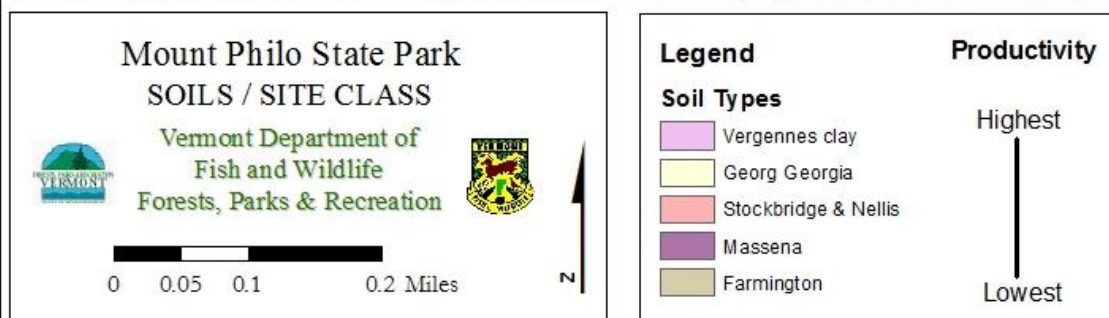 Mount Philo State Park
SOILS / SITE CLASS
Vermont Department of
Fish and Wildlife
Forests, Parks & Recreation
VERMONT
VERMONT
0 0.05 0.1 0.2 Miles
N
Legend
Productivity
Soil Types
Vergennes clay
Georg Georgia
Stockbridge & Nellis
Massena
Farmington
Highest
Lowest